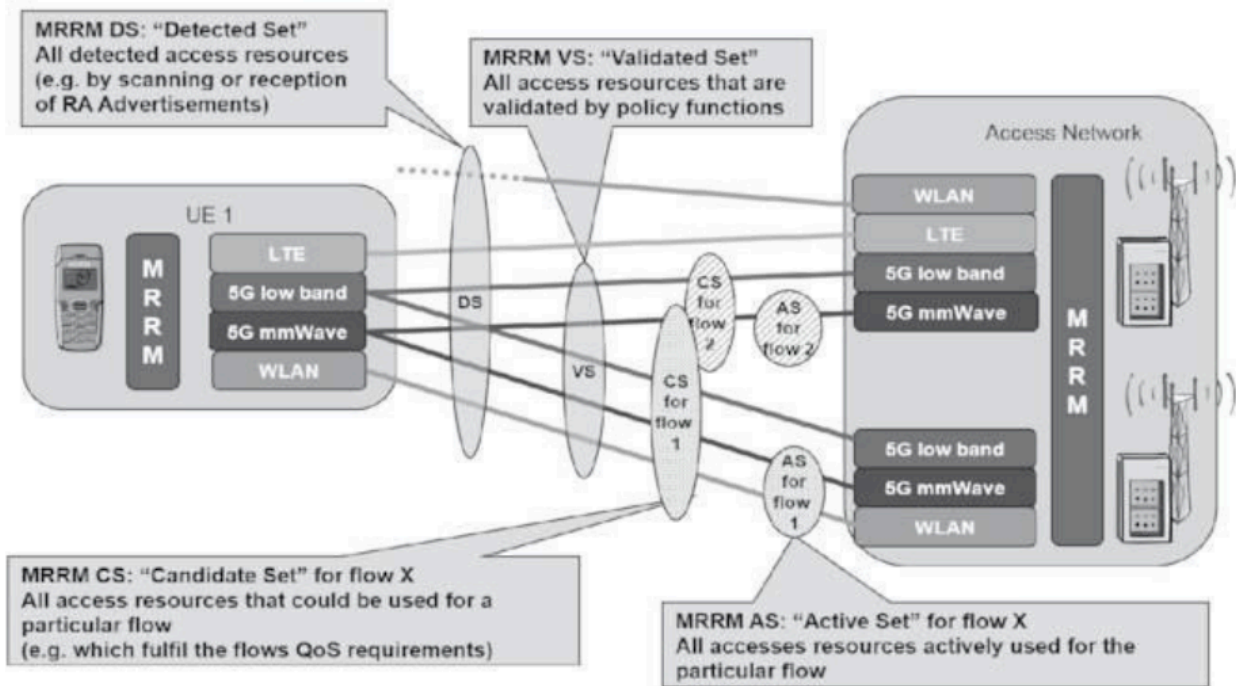 MRRM DS: "Detected Set"
All detected access resources
(e.g. by scanning or reception
of RA Advertisements)
MRRM VS: "Validated Set"
All access resources that are
validated by policy functions
Access Network
UE 1
MRRM
LTE
5G low band
5G mmWave
WLAN
DS
VS
CS
for
flow
2
AS
for
flow 2
CS
for
flow
1
AS
for
flow
1
WLAN
LTE
5G low band
5G mmWave
5G low band
5G mmWave
WLAN
MRRM
MRRM CS: "Candidate Set" for flow X
All access resources that could be used for a
particular flow
(e.g. which fulfil the flows QoS requirements)
MRRM AS: "Active Set" for flow X
All accesses resources actively used for the
particular flow